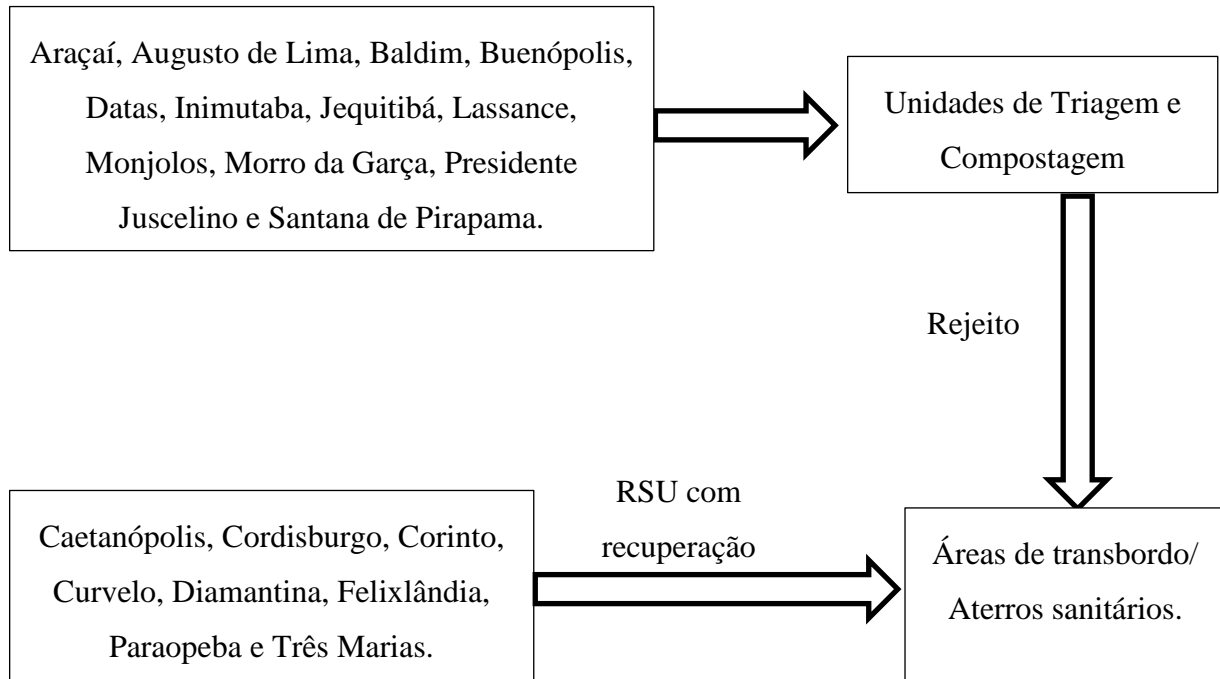 Araçaí, Augusto de Lima, Baldim, Buenópolis,
Datas, Inimutaba, Jequitibá, Lassance,
Monjolos, Morro da Garça, Presidente
Juscelino e Santana de Pirapama.
Unidades de Triagem e
Compostagem
Rejeito
Caetanópolis, Cordisburgo, Corinto,
Curvelo, Diamantina, Felixlândia,
Paraopeba e Três Marias.
RSU com
recuperação
Áreas de transbordo/
Aterros sanitários.